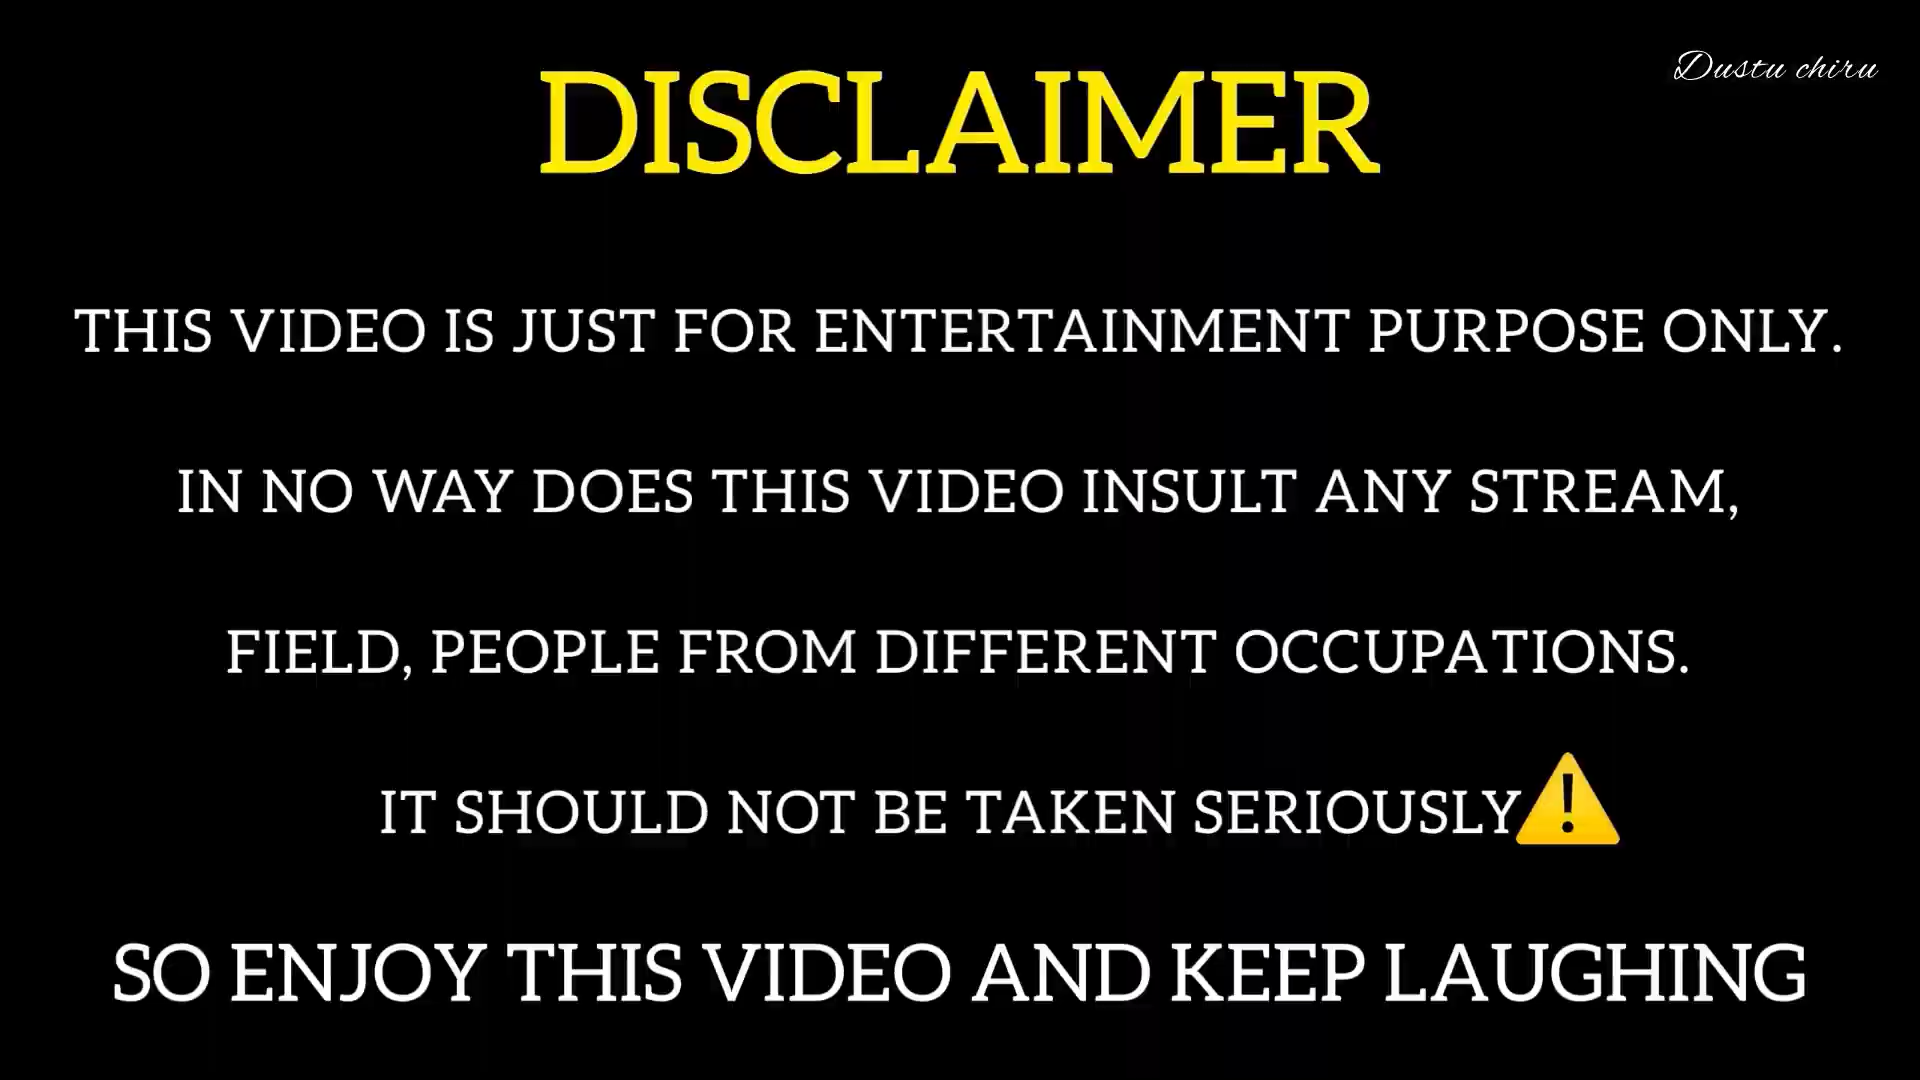 Dustu chiru
DISCLAIMER
THIS VIDEO IS JUST FOR ENTERTAINMENT PURPOSE ONLY.
IN NO WAY DOES THIS VIDEO INSULT ANY STREAM,
FIELD, PEOPLE FROM DIFFERENT OCCUPATIONS.
IT SHOULD NOT BE TAKEN SERIOUSLY⚠️
SO ENJOY THIS VIDEO AND KEEP LAUGHING